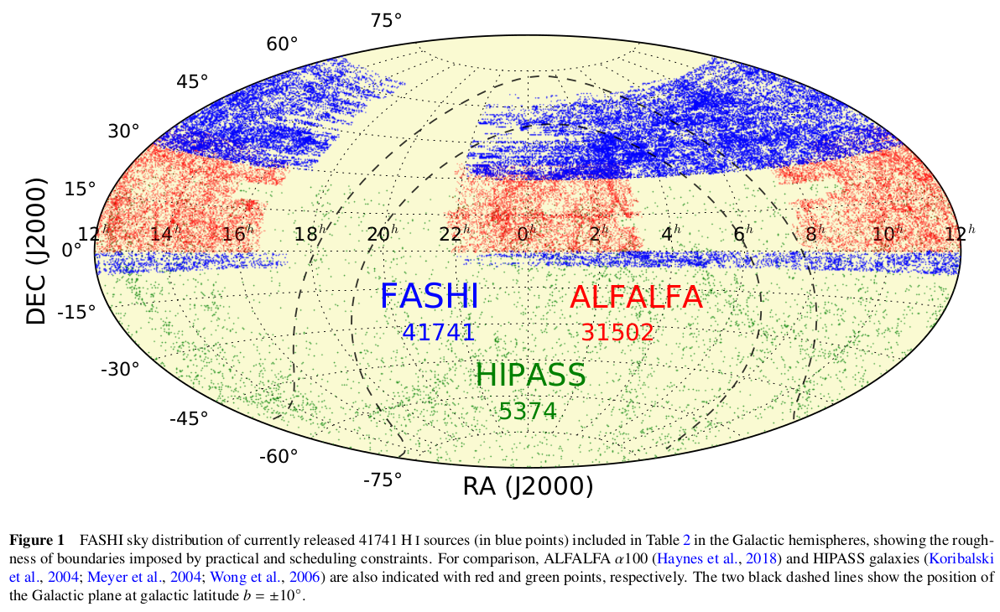 75°
60°
45°
30°
15°
0°
-15°
-30°
-45°
-60°
-75°
DEC (J2000)
12h 14h 16h 18h 20h 22h 0h 2h 4h 6h 8h 10h 12h
FASHI ALFALFA
41741 31502
HIPASS
5374
RA (J2000)
Figure 1 FASHI sky distribution of currently released 41741 H I sources (in blue points) included in Table 2 in the Galactic hemispheres, showing the rough-
ness of boundaries imposed by practical and scheduling constraints. For comparison, ALFALFA α100 (Haynes et al., 2018) and HIPASS galaxies (Koribalski
et al., 2004; Meyer et al., 2004; Wong et al., 2006) are also indicated with red and green points, respectively. The two black dashed lines show the position of
the Galactic plane at galactic latitude b = ±10°.